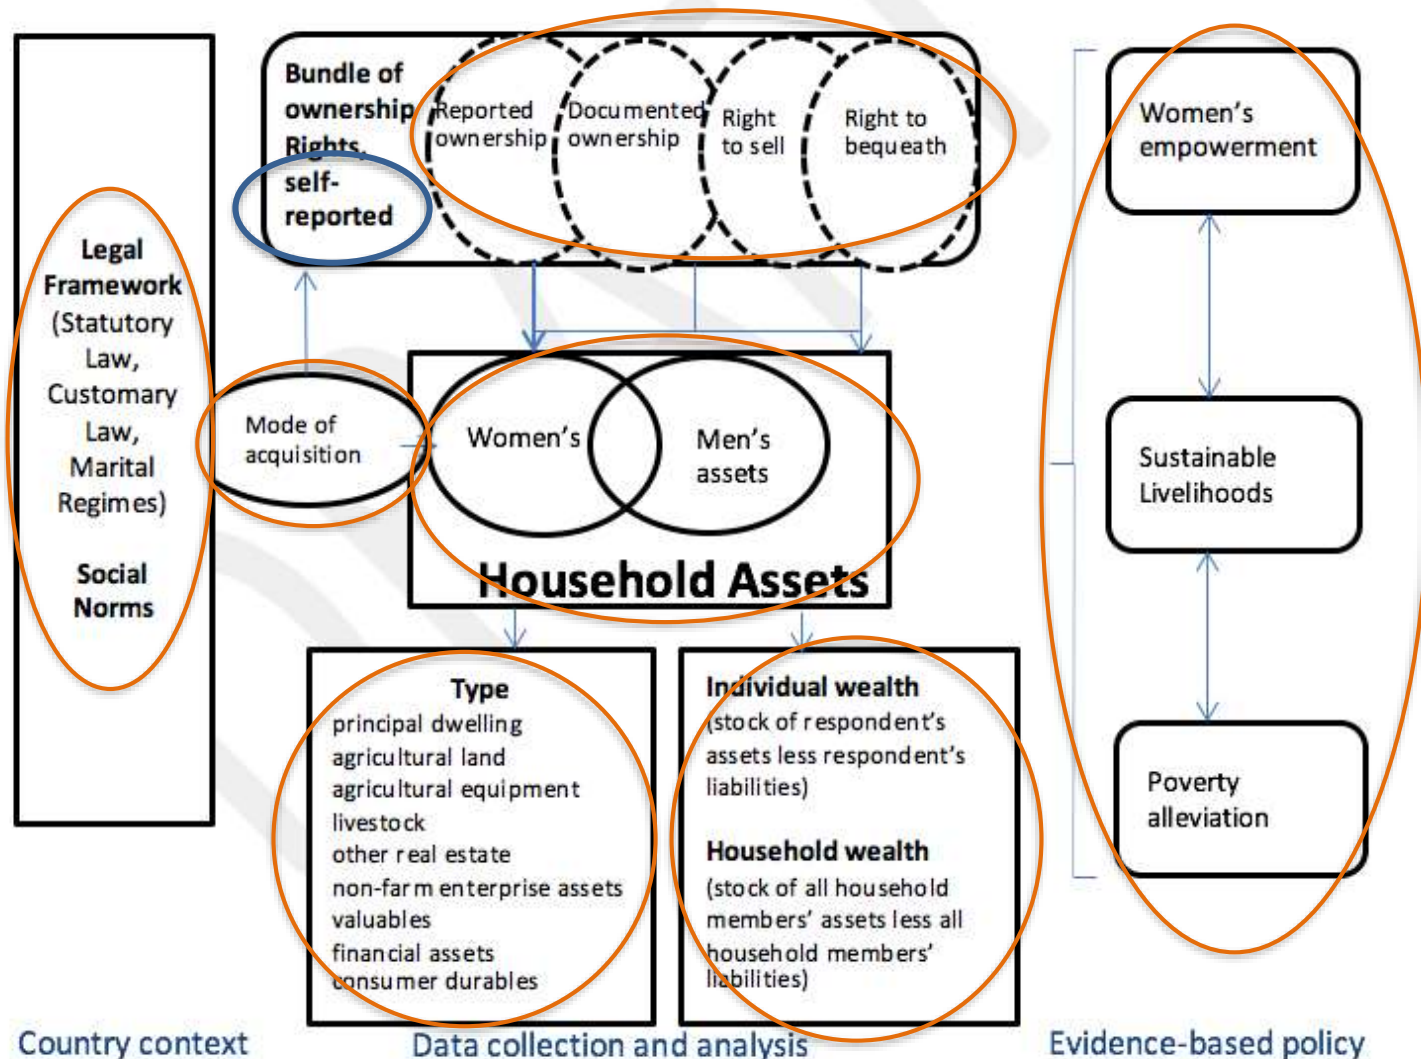 Legal
Framework
(Statutory
Law,
Customary
Law,
Marital
Regimes)
Social
Norms
Bundle of
ownership
Rights,
self-
reported
Reported
ownership
Documented
ownership
Right
to sell
Right to
bequeath
Mode of
acquisition
Women's
Men's
assets
Household Assets
Type
principal dwelling
agricultural land
agricultural equipment
livestock
other real estate
non-farm enterprise assets
valuables
financial assets
consumer durables
Individual wealth
(stock of respondent's
assets less respondent's
liabilities)
Household wealth
(stock of all household
members' assets less all
household members'
liabilities)
Women's
empowerment
Sustainable
Livelihoods
Poverty
alleviation
Country context
Data collection and analysis
Evidence-based policy